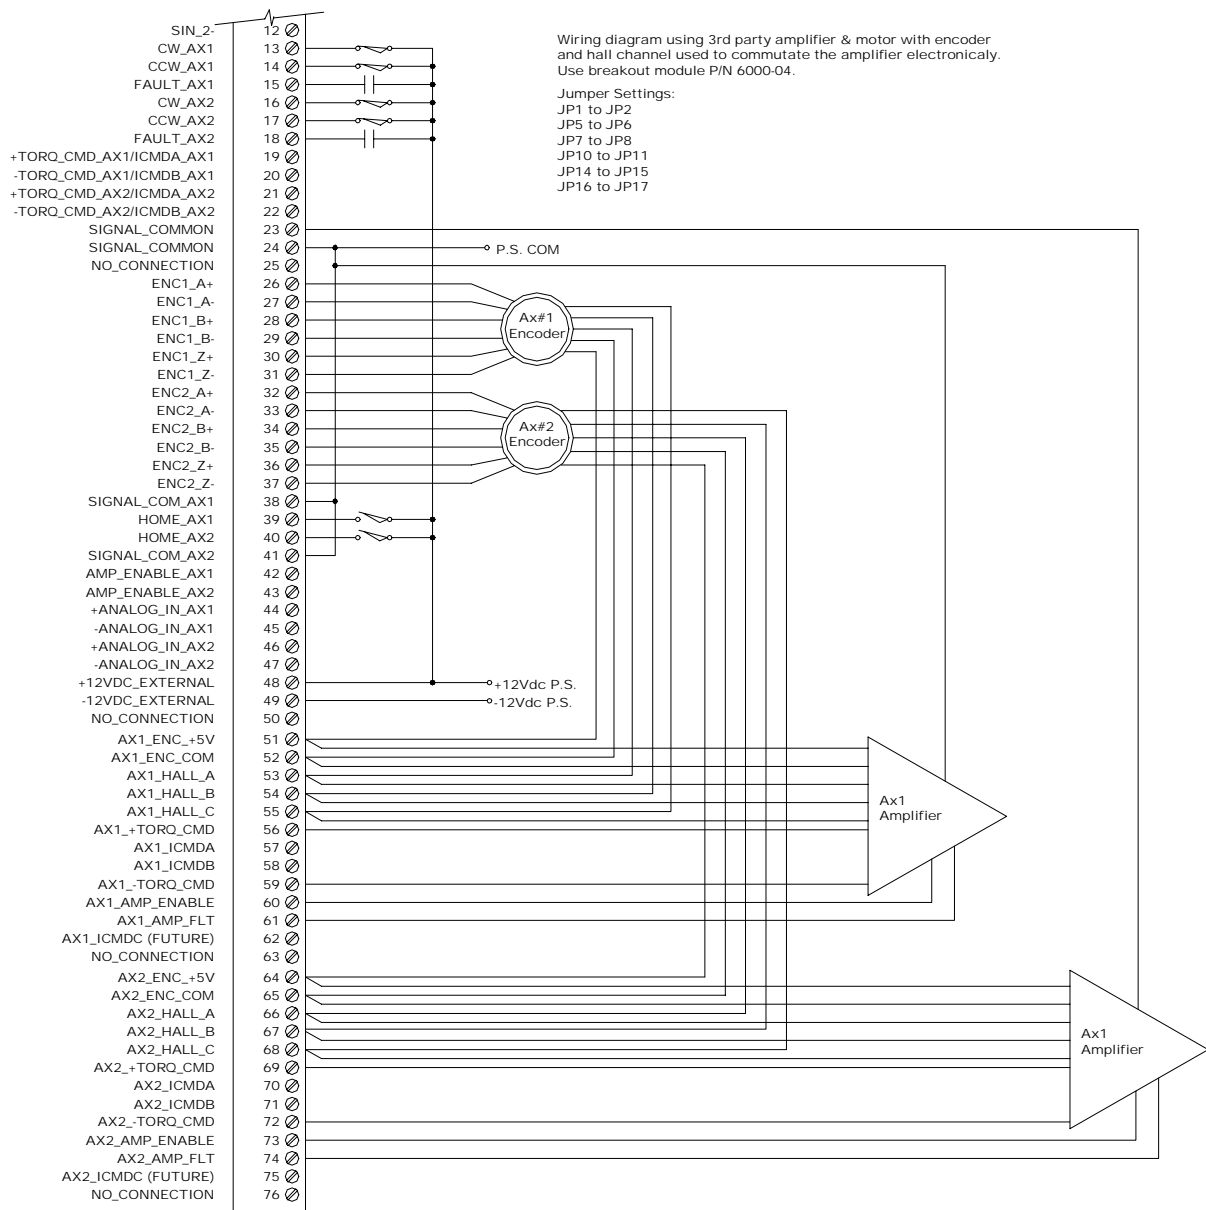 SIN_2- 12
CW_AX1 13
CCW_AX1 14
FAULT_AX1 15
CW_AX2 16
CCW_AX2 17
FAULT_AX2 18
+TORQ_CMD_AX1/ICMDA_AX1 19
-TORQ_CMD_AX1/ICMDB_AX1 20
+TORQ_CMD_AX2/ICMDA_AX2 21
-TORQ_CMD_AX2/ICMDB_AX2 22
SIGNAL_COMMON 23
SIGNAL_COMMON 24
NO_CONNECTION 25
ENC1_A+ 26
ENC1_A- 27
ENC1_B+ 28
ENC1_B- 29
ENC1_Z+ 30
ENC1_Z- 31
ENC2_A+ 32
ENC2_A- 33
ENC2_B+ 34
ENC2_B- 35
ENC2_Z+ 36
ENC2_Z- 37
SIGNAL_COM_AX1 38
HOME_AX1 39
HOME_AX2 40
SIGNAL_COM_AX2 41
AMP_ENABLE_AX1 42
AMP_ENABLE_AX2 43
+ANALOG_IN_AX1 44
-ANALOG_IN_AX1 45
+ANALOG_IN_AX2 46
-ANALOG_IN_AX2 47
+12VDC_EXTERNAL 48
-12VDC_EXTERNAL 49
NO_CONNECTION 50
AX1_ENC_+5V 51
AX1_ENC_COM 52
AX1_HALL_A 53
AX1_HALL_B 54
AX1_HALL_C 55
AX1_+TORQ_CMD 56
AX1_ICMDA 57
AX1_ICMDB 58
AX1_-TORQ_CMD 59
AX1_AMP_ENABLE 60
AX1_AMP_FLT 61
AX1_ICMDC (FUTURE) 62
NO_CONNECTION 63
AX2_ENC_+5V 64
AX2_ENC_COM 65
AX2_HALL_A 66
AX2_HALL_B 67
AX2_HALL_C 68
AX2_+TORQ_CMD 69
AX2_ICMDA 70
AX2_ICMDB 71
AX2_-TORQ_CMD 72
AX2_AMP_ENABLE 73
AX2_AMP_FLT 74
AX2_ICMDC (FUTURE) 75
NO_CONNECTION 76
Wiring diagram using 3rd party amplifier & motor with encoder
and hall channel used to commutate the amplifier electronicaly.
Use breakout module P/N 6000-04.
Jumper Settings:
JP1 to JP2
JP5 to JP6
JP7 to JP8
JP10 to JP11
JP14 to JP15
JP16 to JP17
P.S. COM
Ax#1
Encoder
Ax#2
Encoder
+12Vdc P.S.
-12Vdc P.S.
Ax1
Amplifier
Ax1
Amplifier